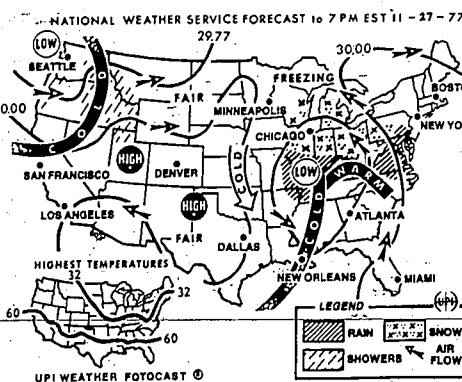 NATIONAL WEATHER SERVICE FORECAST to 7 PM EST 11 - 27 - 77
LOW
SEATTLE
29.77
30.00
FREEZING
BOST
COLD
FAIR
MINNEAPOLIS
NEW YO
0.00
CHICAGO
COLD
HIGH
DENVER
LOW
WARM
SAN FRANCISCO
HIGH
COLD
LOS ANGELES
ATLANTA
FAIR
DALLAS
HIGHEST TEMPERATURES
32
32
NEW ORLEANS
MIAMI
60
60
LEGEND
UPI
RAIN
SNOW
AIR
FLOW
SHOWERS
UPI WEATHER FOTOCAST ®